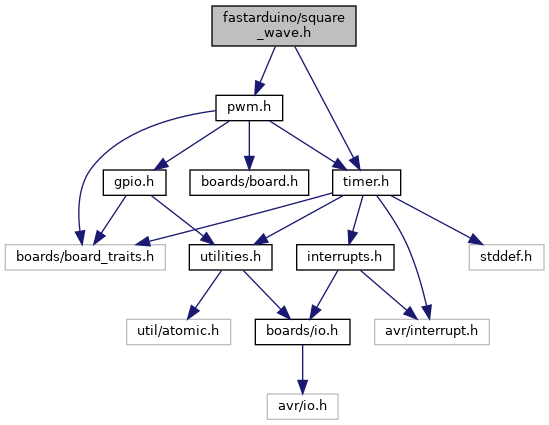 fastarduino/square
_wave.h
pwm.h
gpio.h
boards/board.h
timer.h
boards/board_traits.h
utilities.h
interrupts.h
stddef.h
util/atomic.h
boards/io.h
avr/interrupt.h
avr/io.h